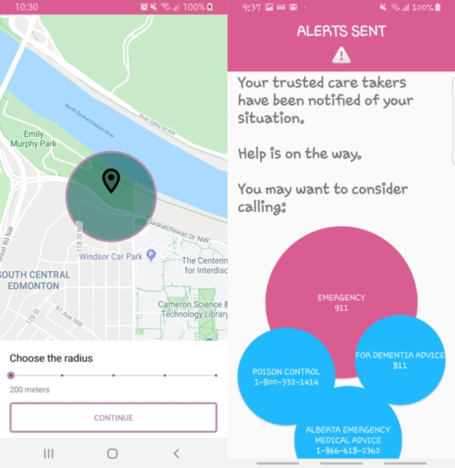 10:30
100%
North Saskatchewan River
River Valley Rd NW
Emily
Murphy Park
Saskatchewan Dr NW
118 St NW
Windsor Car Park
SOUTH CENTRAL
EDMONTON
The Centenn
for Interdisc
Cameron Science &
Technology Library
91 Ave NW
Choose the radius
200 meters
CONTINUE
9:37
100%
ALERTS SENT
Your trusted care takers
have been notified of your
situation.
Help is on the way.
You may want to consider
calling:
EMERGENCY
911
POISON CONTROL
1-800-332-1414
FOR DEMENTIA ADVICE
811
ALBERTA EMERGENCY
MEDICAL ADVICE
1-866-618-2362